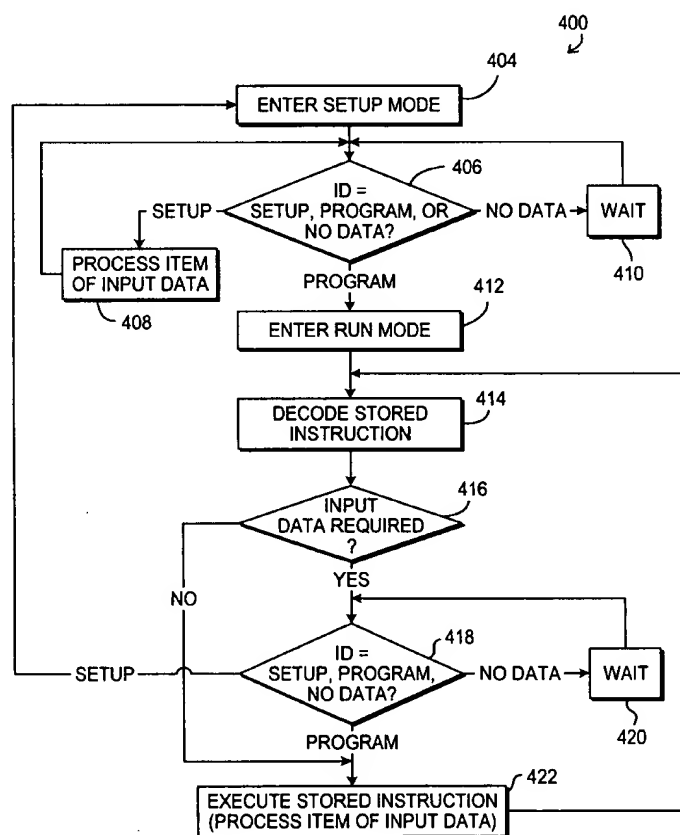 400
404
ENTER SETUP MODE
406
ID =
SETUP, PROGRAM, OR
NO DATA?
SETUP
NO DATA
WAIT
410
PROCESS ITEM
OF INPUT DATA
408
PROGRAM
412
ENTER RUN MODE
414
DECODE STORED
INSTRUCTION
416
INPUT
DATA REQUIRED
?
YES
NO
418
ID =
SETUP, PROGRAM,
NO DATA?
SETUP
NO DATA
WAIT
420
PROGRAM
422
EXECUTE STORED INSTRUCTION
(PROCESS ITEM OF INPUT DATA)